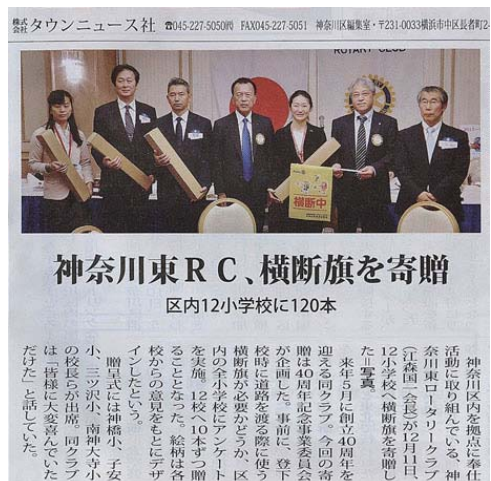 株式会社 タウンニュース社 ☎045-227-5050㈹ FAX045-227-5051 神奈川区編集室・〒231-0033横浜市中区長者町2-
ROTARY CLUB
横断中
神奈川東RC、横断旗を寄贈
区内12小学校に120本
神奈川区内を拠点に奉仕
活動に取り組んでいる、神
奈川東ロータリークラブ
(江森国一会長)が12月11日、
12小学校へ横断旗を寄贈し
た=写真。
来年5月に創立40周年を
迎える同クラブ。今回の寄
贈は40周年記念事業委員会
が企画した。事前に、登下
校時に道路を渡る際に使う
横断旗が必要かどうか、区
内の全小学校にアンケート
を実施。12校へ10本ずつ贈
ることとなった。絵柄は各
校からの意見をもとにデザ
インしたという。
贈呈式には神橋小、子安
小、三ツ沢小、南神大寺小
の校長らが出席。同クラブ
は「皆様に大変喜んでいた
だけた」と話していた。